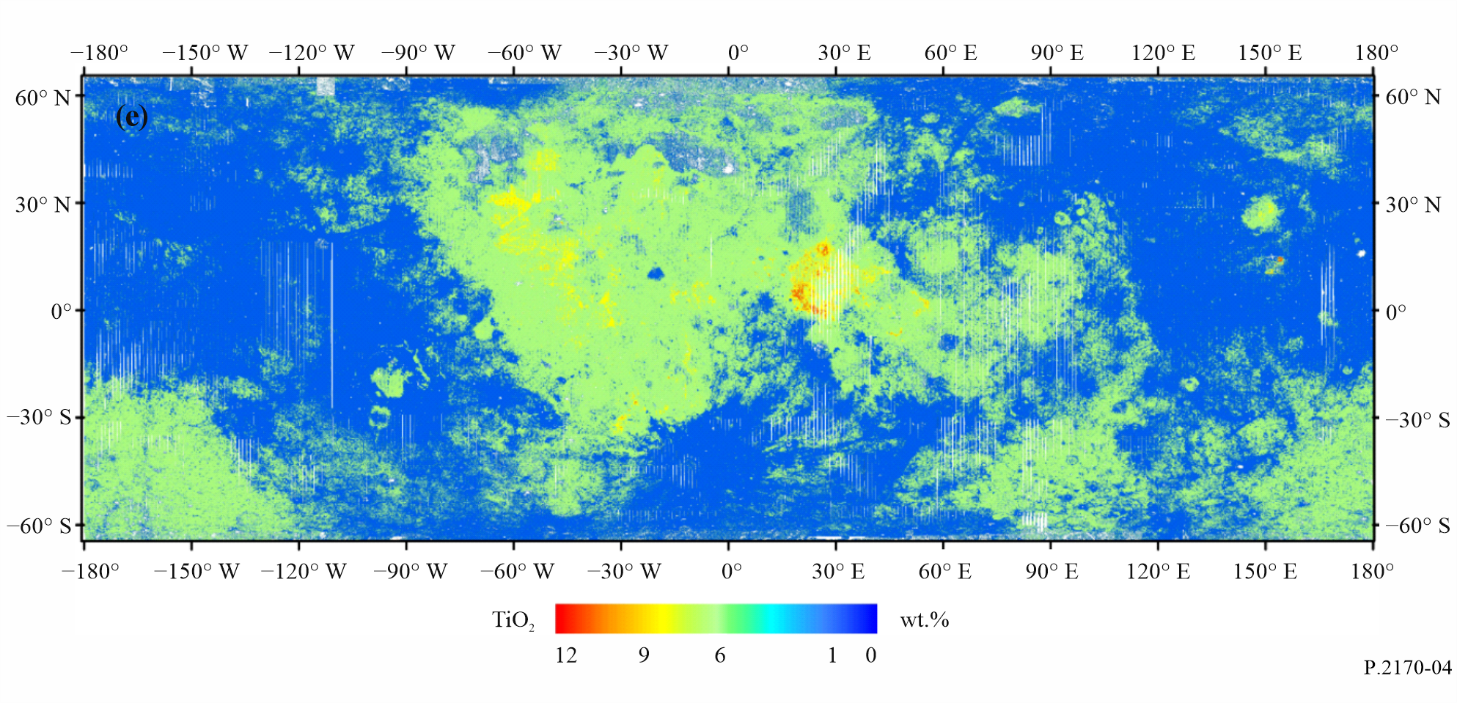 −180° −150° W −120° W −90° W −60° W −30° W 0° 30° E 60° E 90° E 120° E 150° E 180°
60° N 60° N
(e)
30° N 30° N
0° 0°
−30° S −30° S
−60° S −60° S
−180° −150° W −120° W −90° W −60° W −30° W 0° 30° E 60° E 90° E 120° E 150° E 180°
TiO₂ wt.%
12 9 6 1 0
P.2170-04